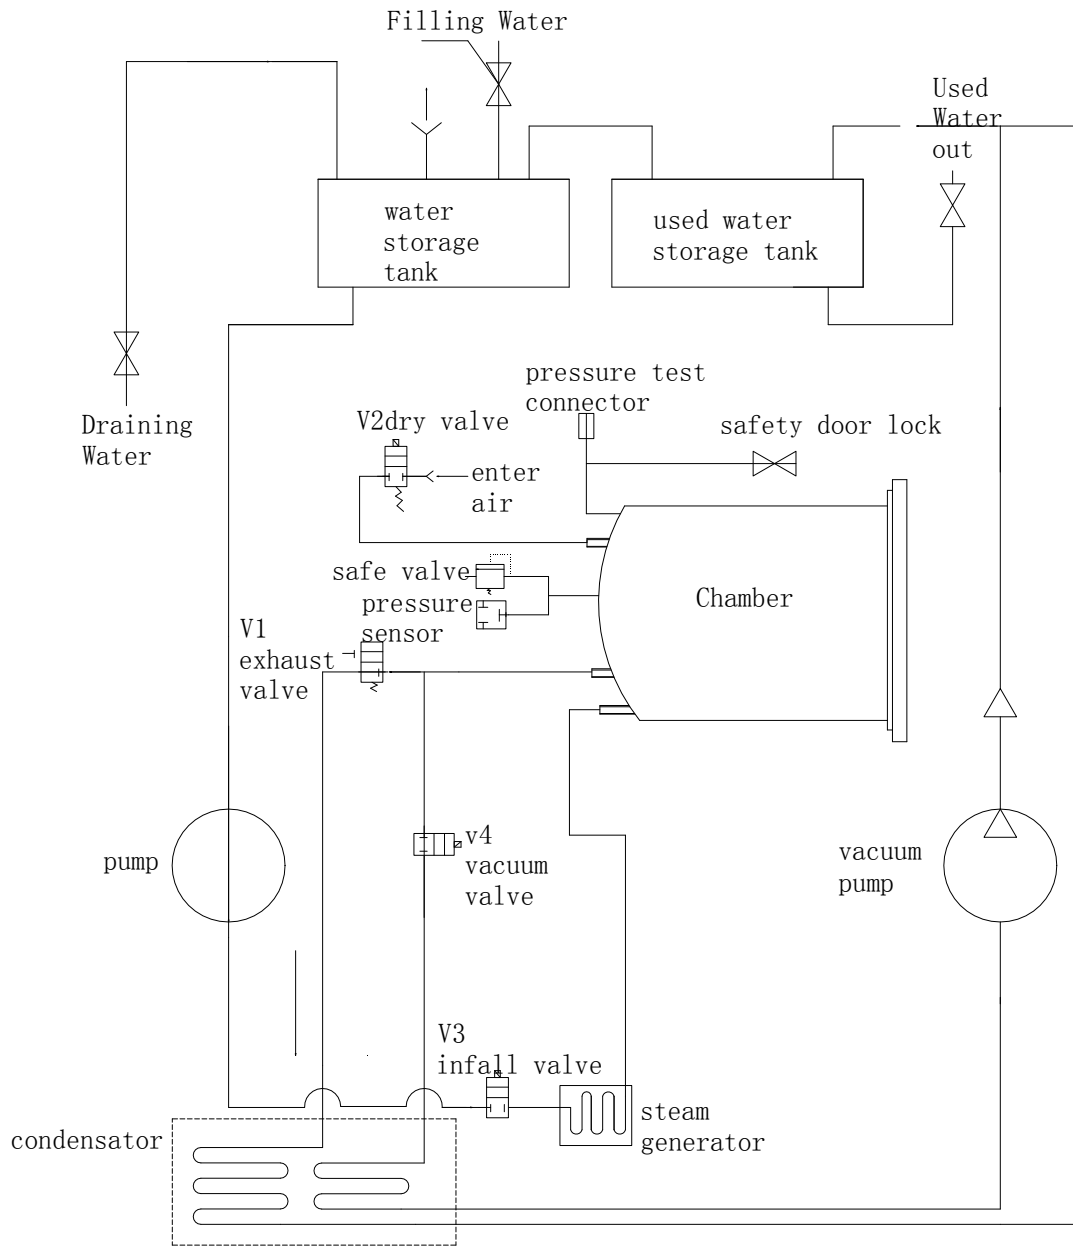 Filling Water
Used
Water
out
water
storage
tank
used water
storage tank
Draining
Water
pressure test
connector
V2dry valve
safety door lock
enter
air
safe valve
pressure
sensor
Chamber
V1
exhaust
valve
pump
v4
vacuum
valve
vacuum
pump
V3
infall valve
steam
generator
condensator